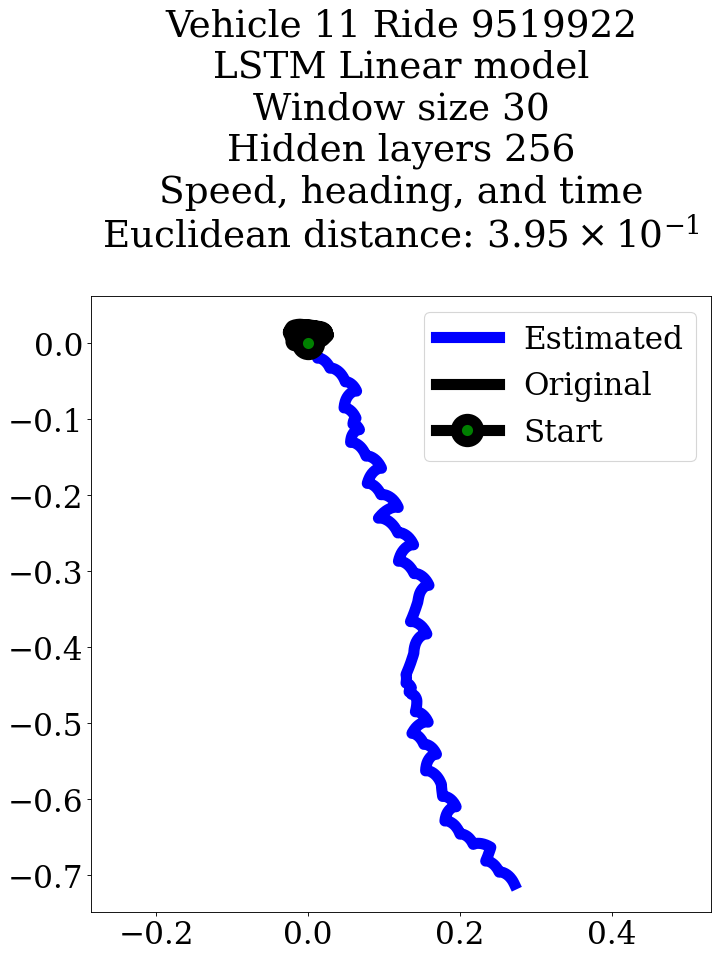 Vehicle 11 Ride 9519922
LSTM Linear model
Window size 30
Hidden layers 256
Speed, heading, and time
Euclidean distance: 3.95 × 10⁻¹
Estimated
Original
Start
0.0
−0.1
−0.2
−0.3
−0.4
−0.5
−0.6
−0.7
−0.2 0.0 0.2 0.4